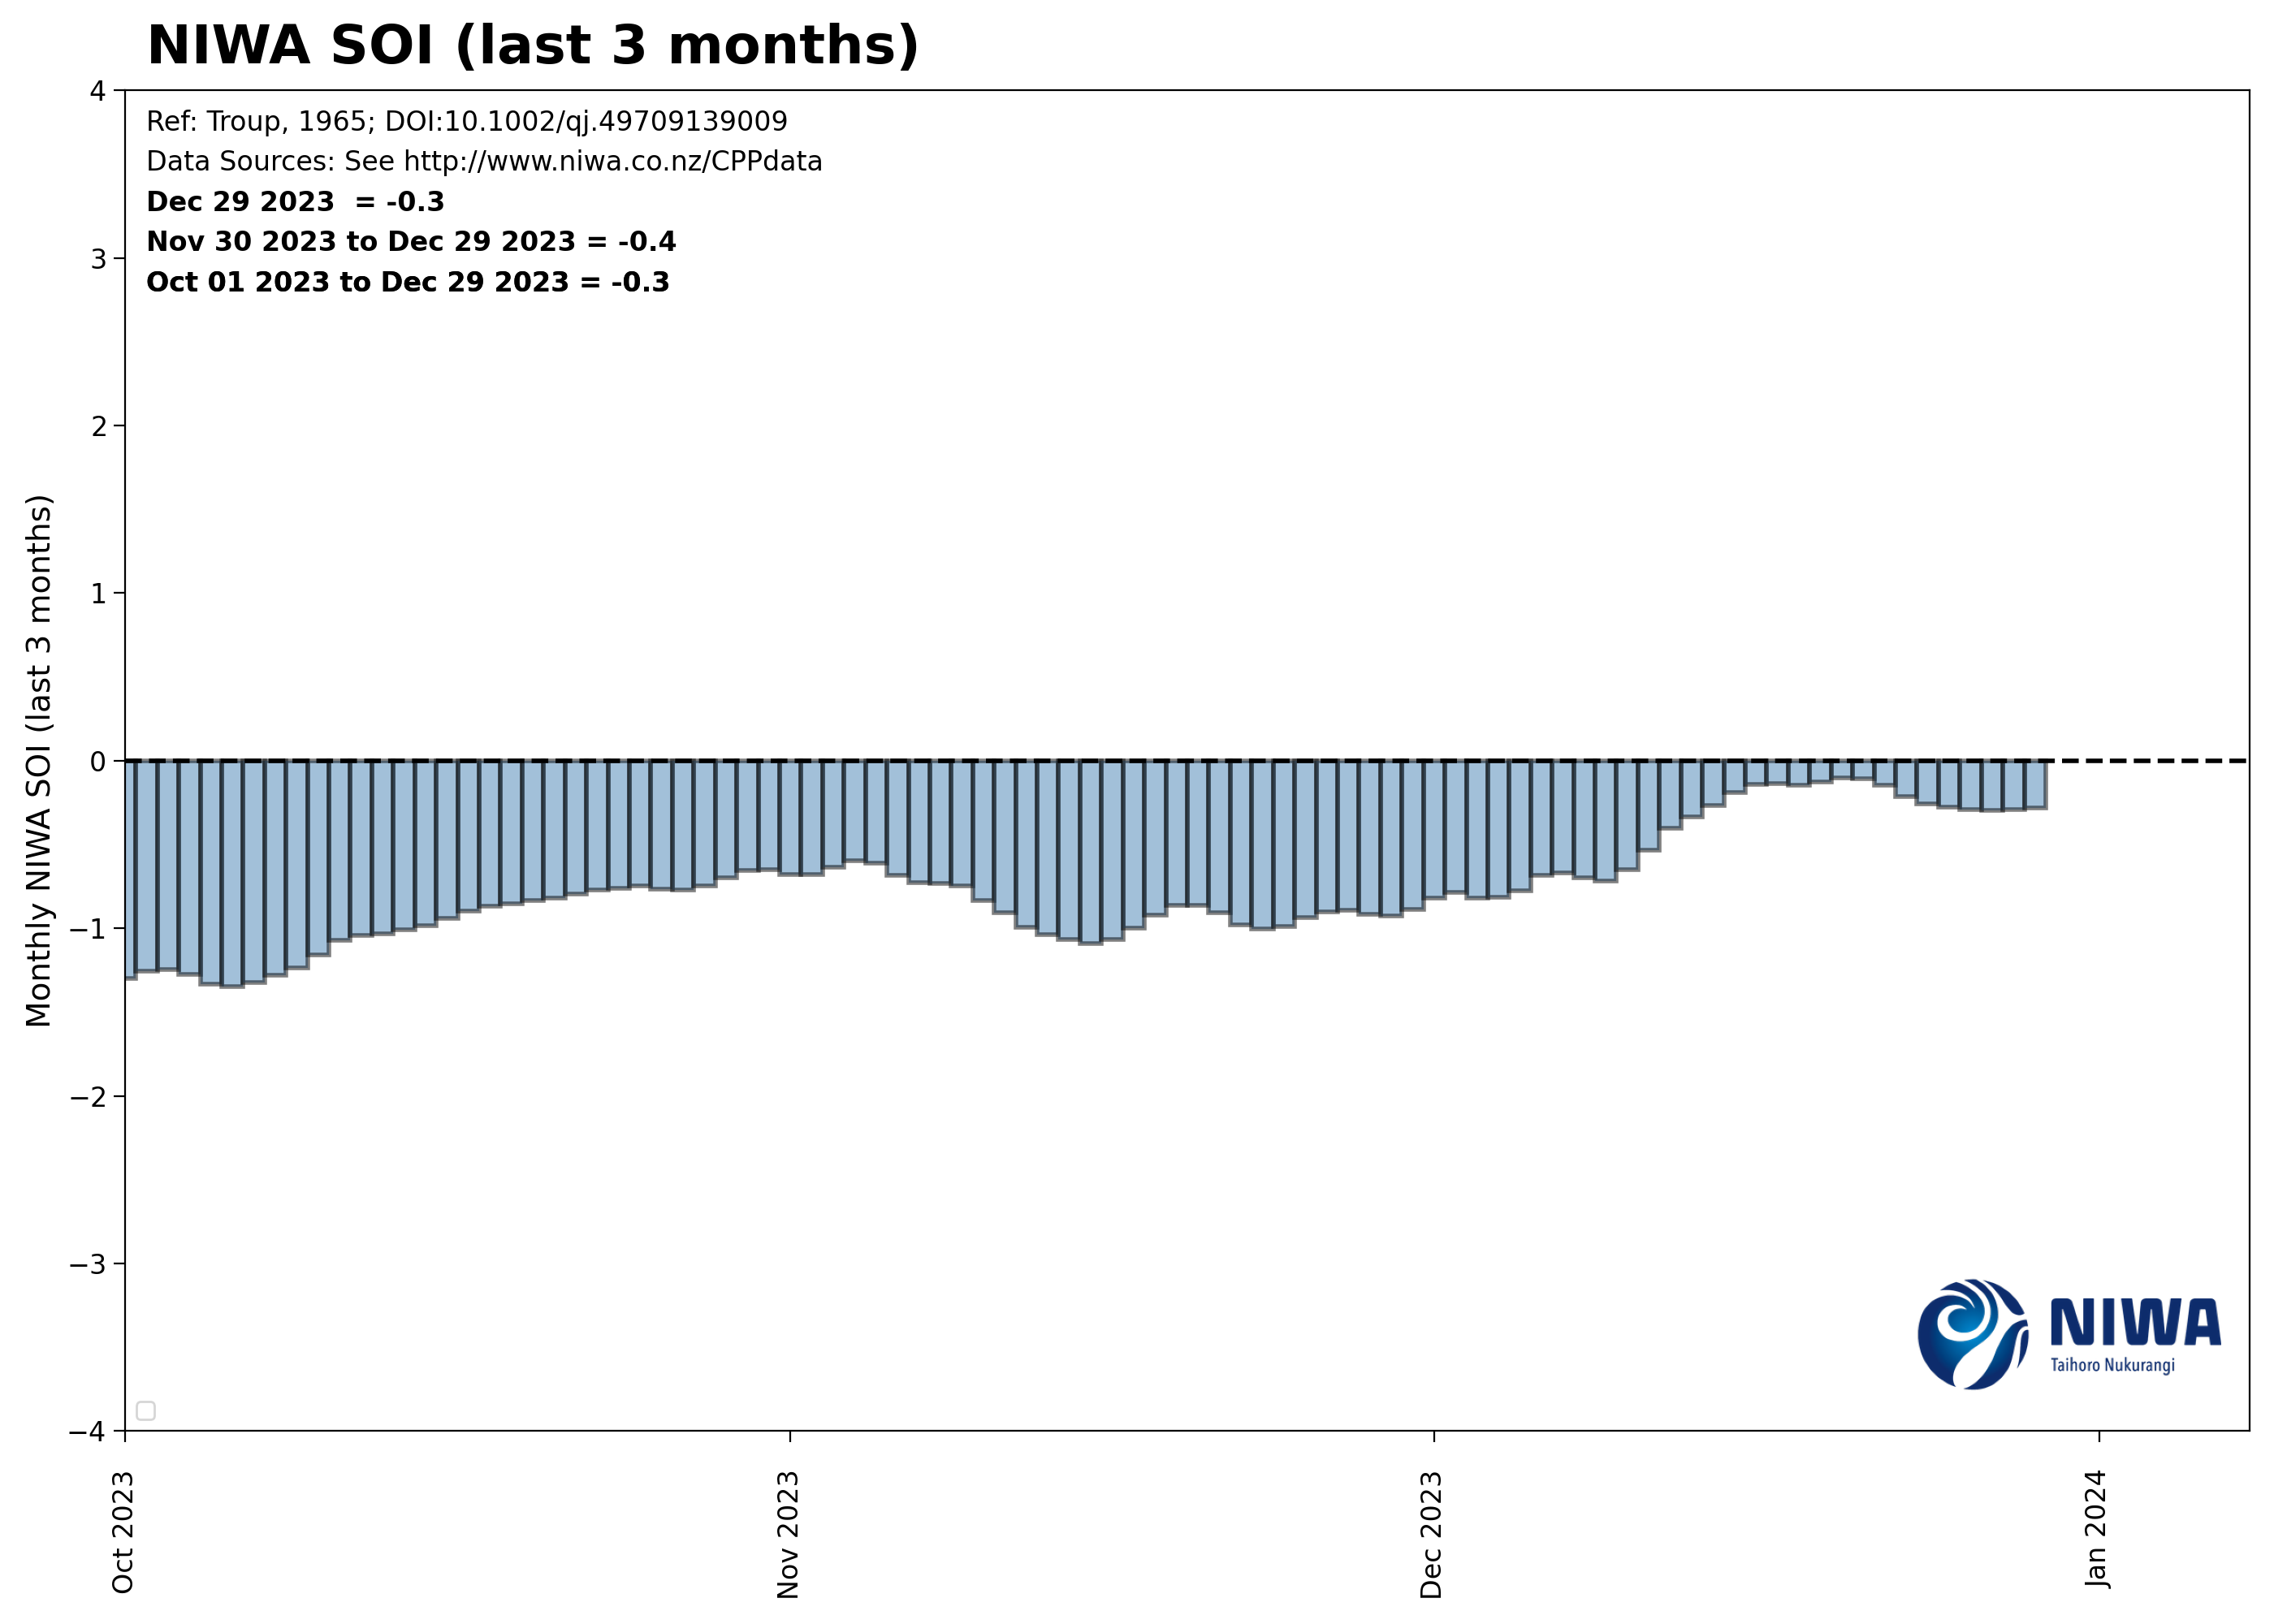 NIWA SOI (last 3 months)
Ref: Troup, 1965; DOI:10.1002/qj.49709139009
Data Sources: See http://www.niwa.co.nz/CPPdata
Dec 29 2023  = -0.3
Nov 30 2023 to Dec 29 2023 = -0.4
Oct 01 2023 to Dec 29 2023 = -0.3
Monthly NIWA SOI (last 3 months)
4
3
2
1
0
−1
−2
−3
−4
NIWA
Taihoro Nukurangi
Oct 2023
Nov 2023
Dec 2023
Jan 2024